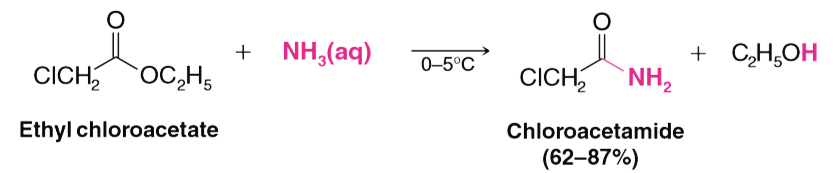 O O
ClCH₂ OC₂H₅ + NH₃(aq) 0–5°C ClCH₂ NH₂ + C₂H₅OH
Ethyl chloroacetate Chloroacetamide
(62–87%)